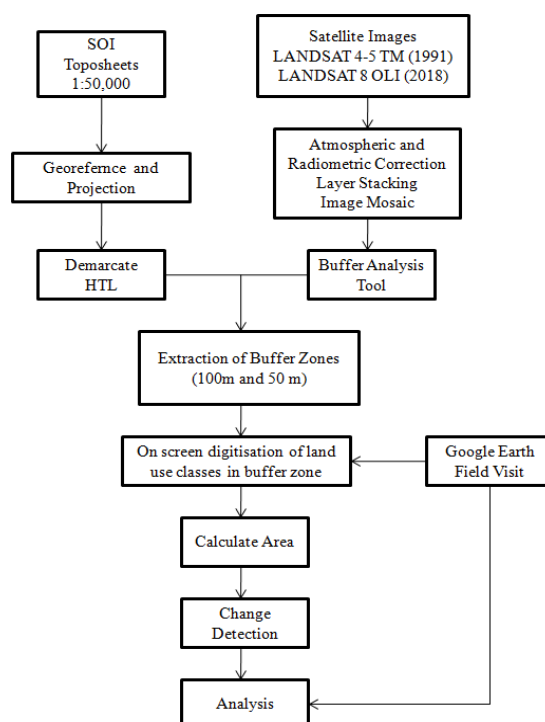 SOI
Toposheets
1:50,000
Satellite Images
LANDSAT 4-5 TM (1991)
LANDSAT 8 OLI (2018)
Georefernce and
Projection
Atmospheric and
Radiometric Correction
Layer Stacking
Image Mosaic
Demarcate
HTL
Buffer Analysis
Tool
Extraction of Buffer Zones
(100m and 50 m)
On screen digitisation of land
use classes in buffer zone
Google Earth
Field Visit
Calculate Area
Change
Detection
Analysis